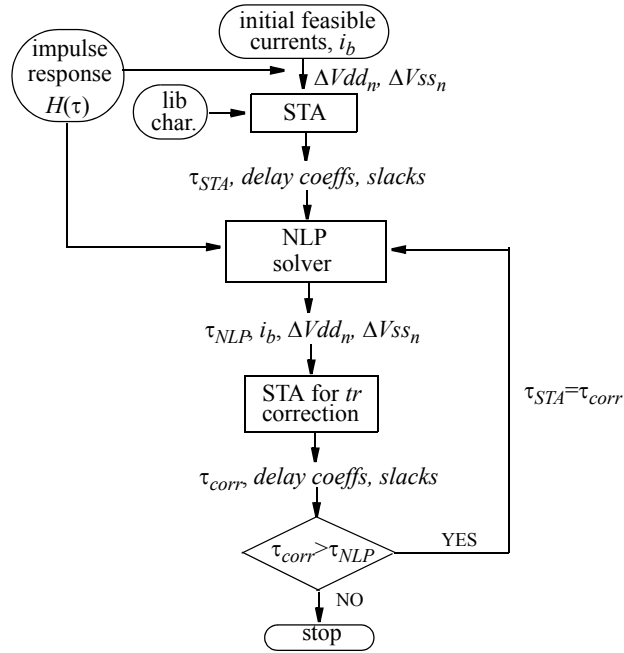 initial feasible
currents, i_b
impulse
response
H(τ)
ΔVdd_n, ΔVss_n
lib
char.
STA
τ_STA, delay coeffs, slacks
NLP
solver
τ_NLP, i_b, ΔVdd_n, ΔVss_n
STA for tr
correction
τ_STA=τ_corr
τ_corr, delay coeffs, slacks
τ_corr>τ_NLP
YES
NO
stop